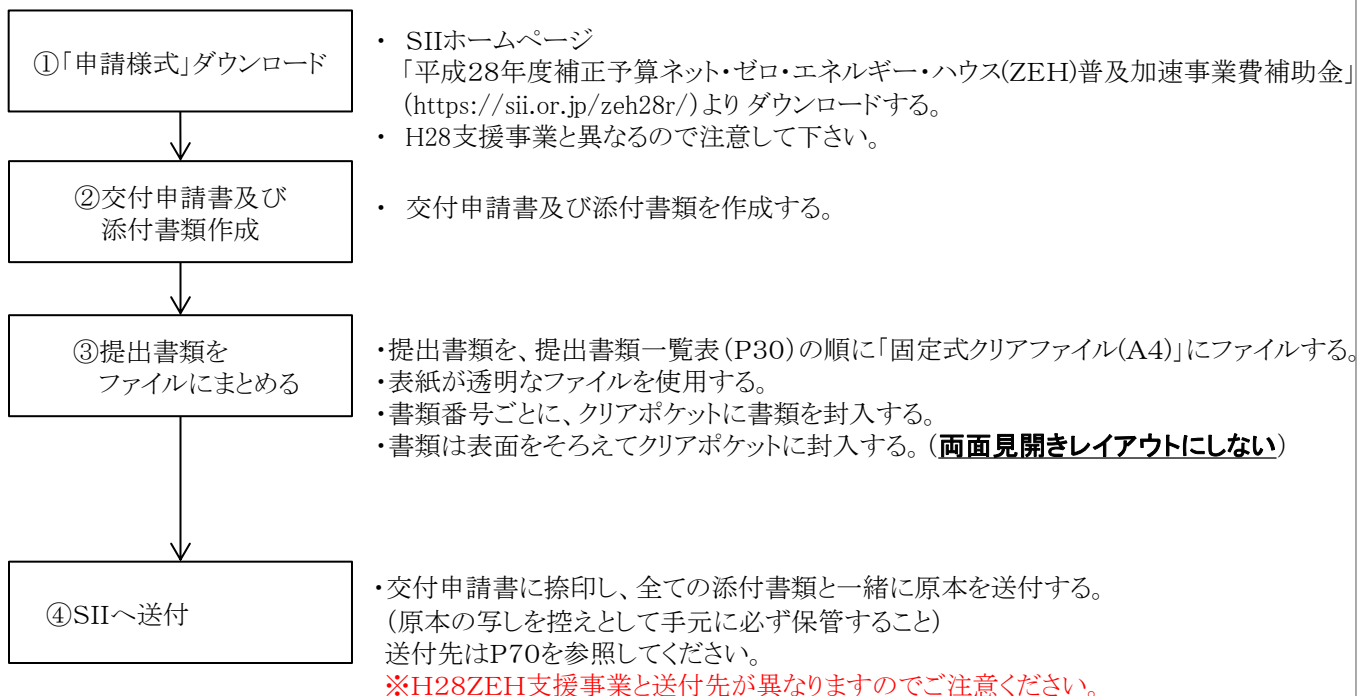 ①「申請様式」ダウンロード
・ SIIホームページ
「平成28年度補正予算ネット・ゼロ・エネルギー・ハウス(ZEH)普及加速事業費補助金」
(https://sii.or.jp/zeh28r/)より ダウンロードする。
・ H28支援事業と異なるので注意して下さい。
②交付申請書及び
添付書類作成
・ 交付申請書及び添付書類を作成する。
③提出書類を
ファイルにまとめる
・提出書類を、提出書類一覧表(P30)の順に「固定式クリアファイル(A4)」にファイルする。
・表紙が透明なファイルを使用する。
・書類番号ごとに、クリアポケットに書類を封入する。
・書類は表面をそろえてクリアポケットに封入する。(両面見開きレイアウトにしない)
④SIIへ送付
・交付申請書に捺印し、全ての添付書類と一緒に原本を送付する。
(原本の写しを控えとして手元に必ず保管すること)
送付先はP70を参照してください。
※H28ZEH支援事業と送付先が異なりますのでご注意ください。